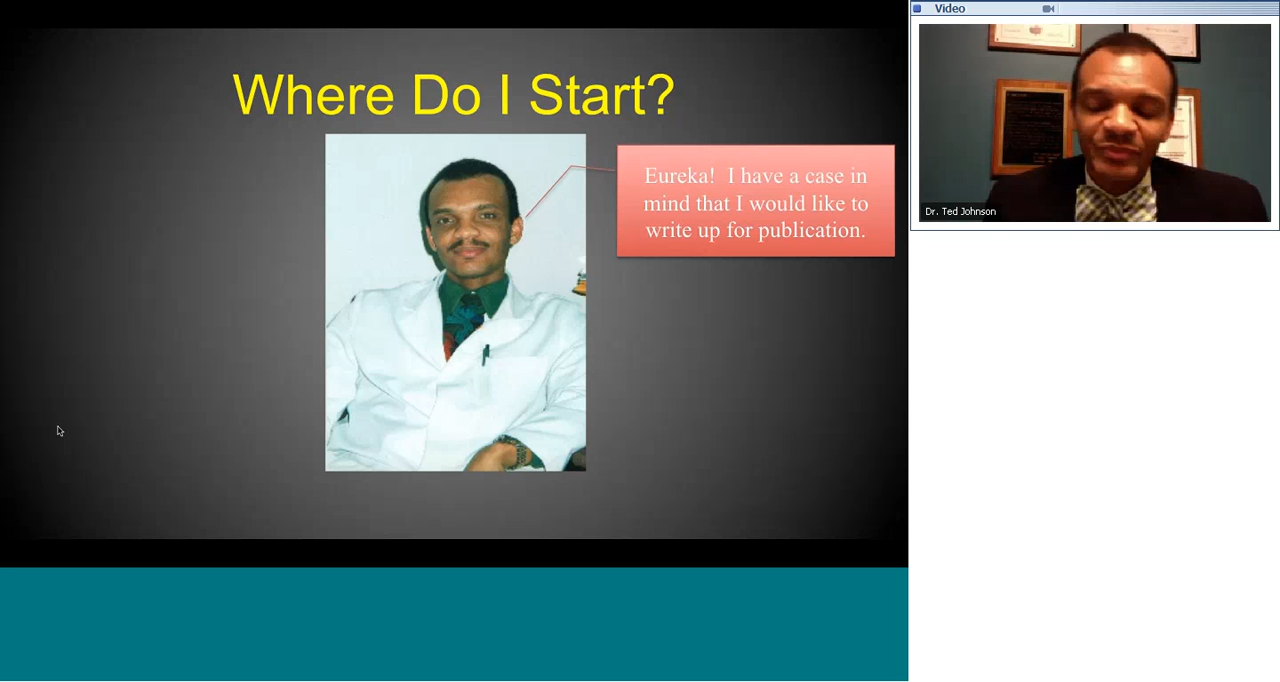 Where Do I Start?
Eureka!  I have a case in
mind that I would like to
write up for publication.
Video
Dr. Ted Johnson